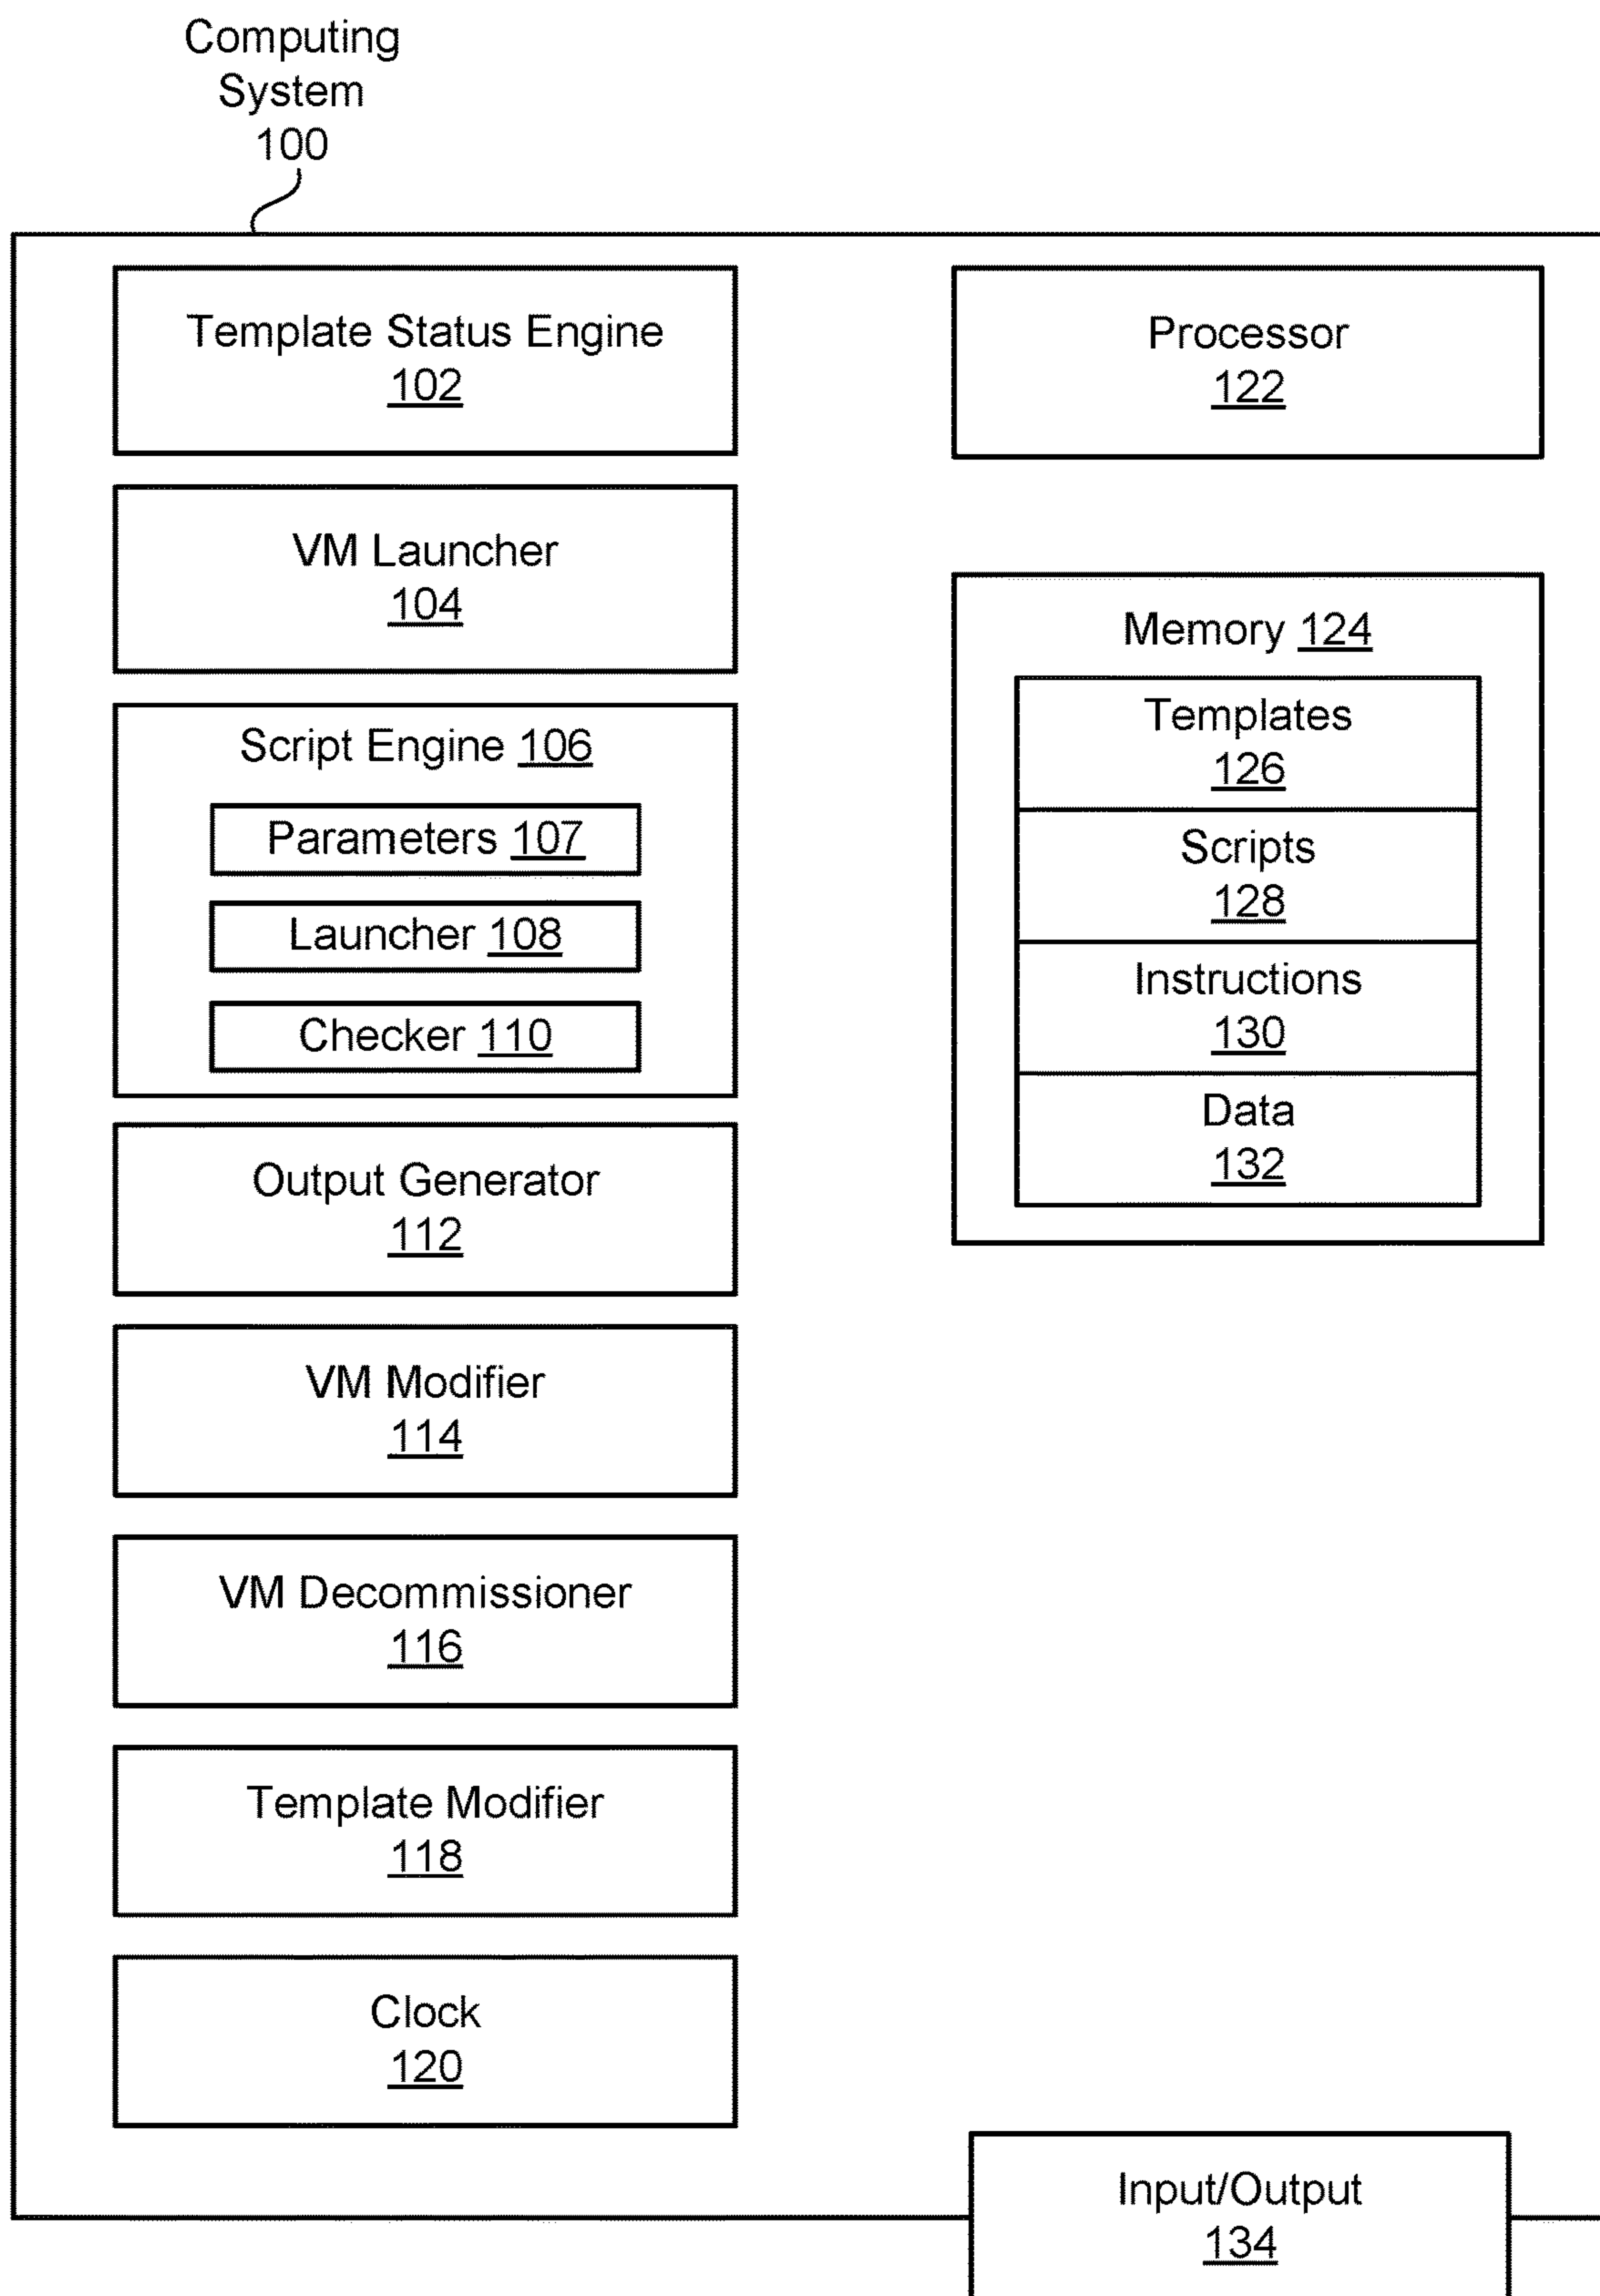 Computing
System
100
Template Status Engine
102
VM Launcher
104
Script Engine 106
Parameters 107
Launcher 108
Checker 110
Output Generator
112
VM Modifier
114
VM Decommissioner
116
Template Modifier
118
Clock
120
Processor
122
Memory 124
Templates
126
Scripts
128
Instructions
130
Data
132
Input/Output
134